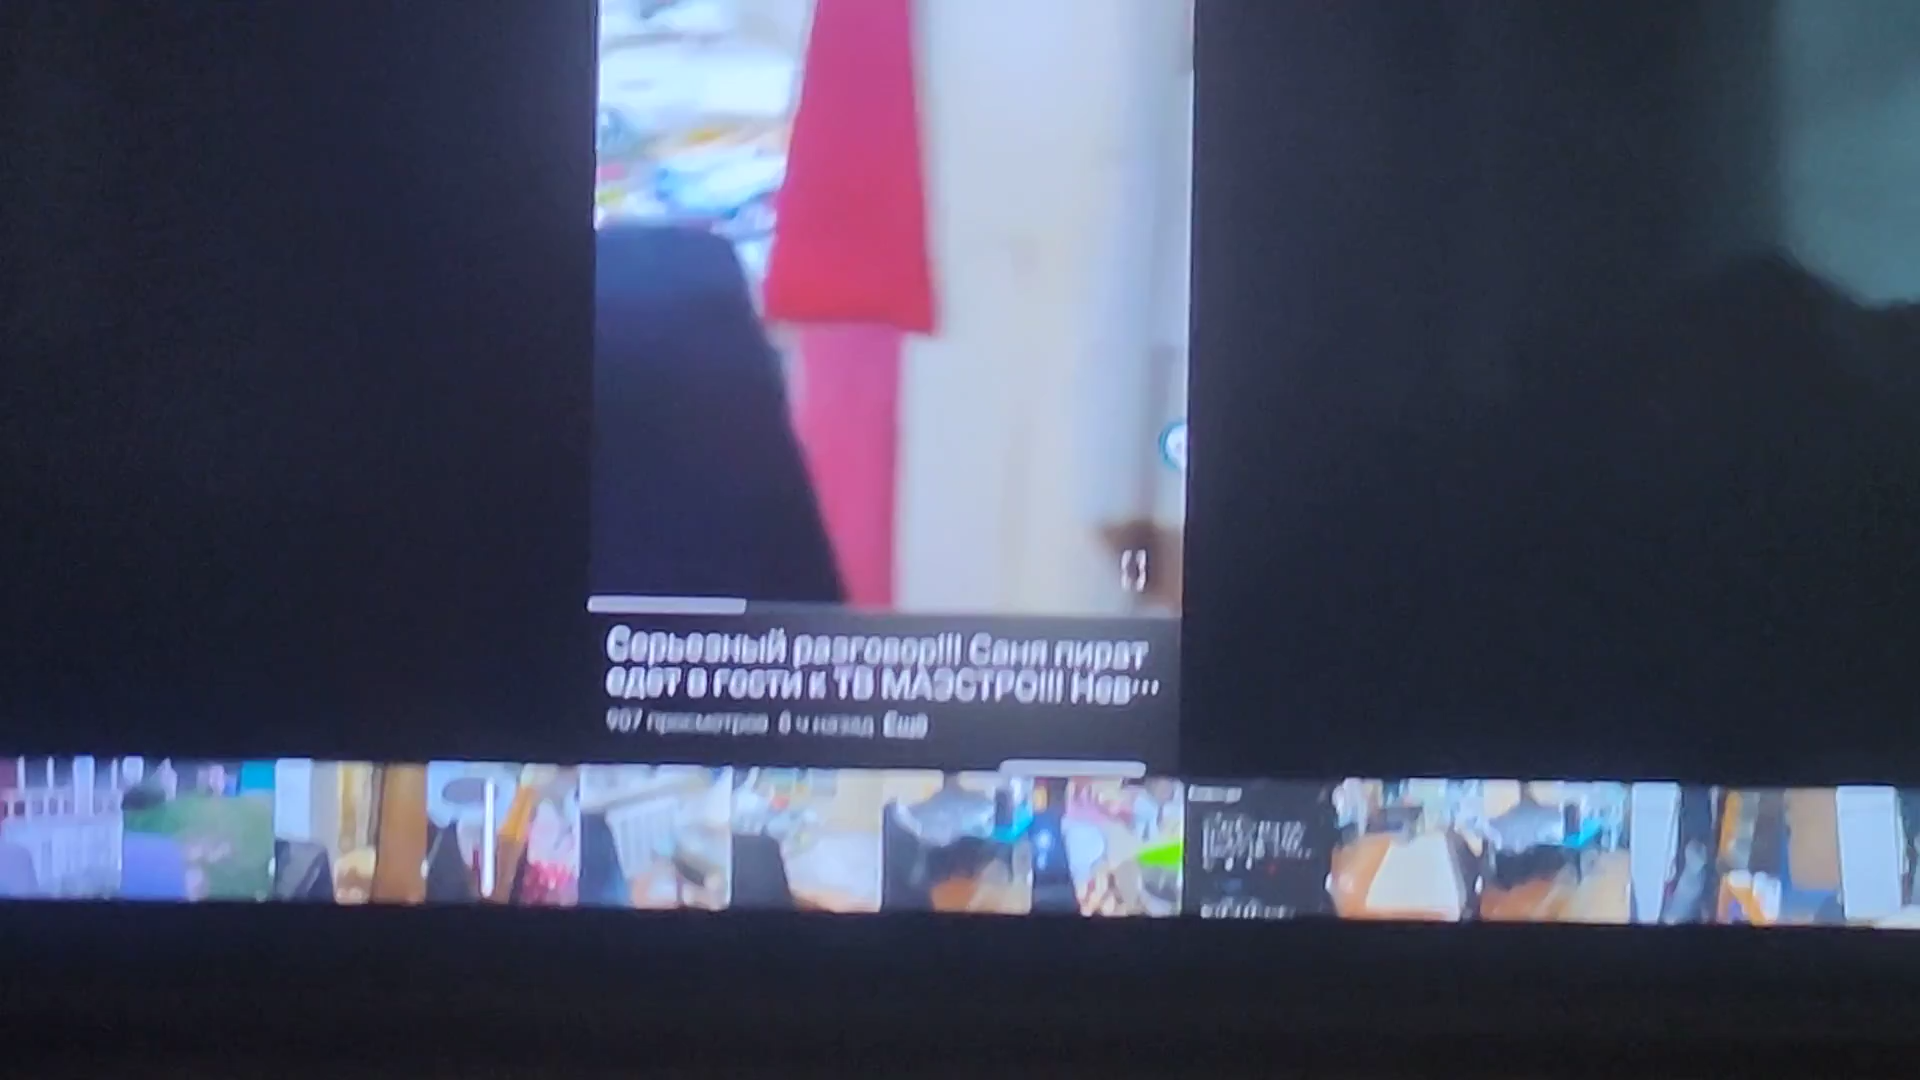 Серьезный разговор!!! Саня пират
едет в гости к ТВ МАЭСТРО!!! Нев...
907 просмотров 6 ч назад Ещё